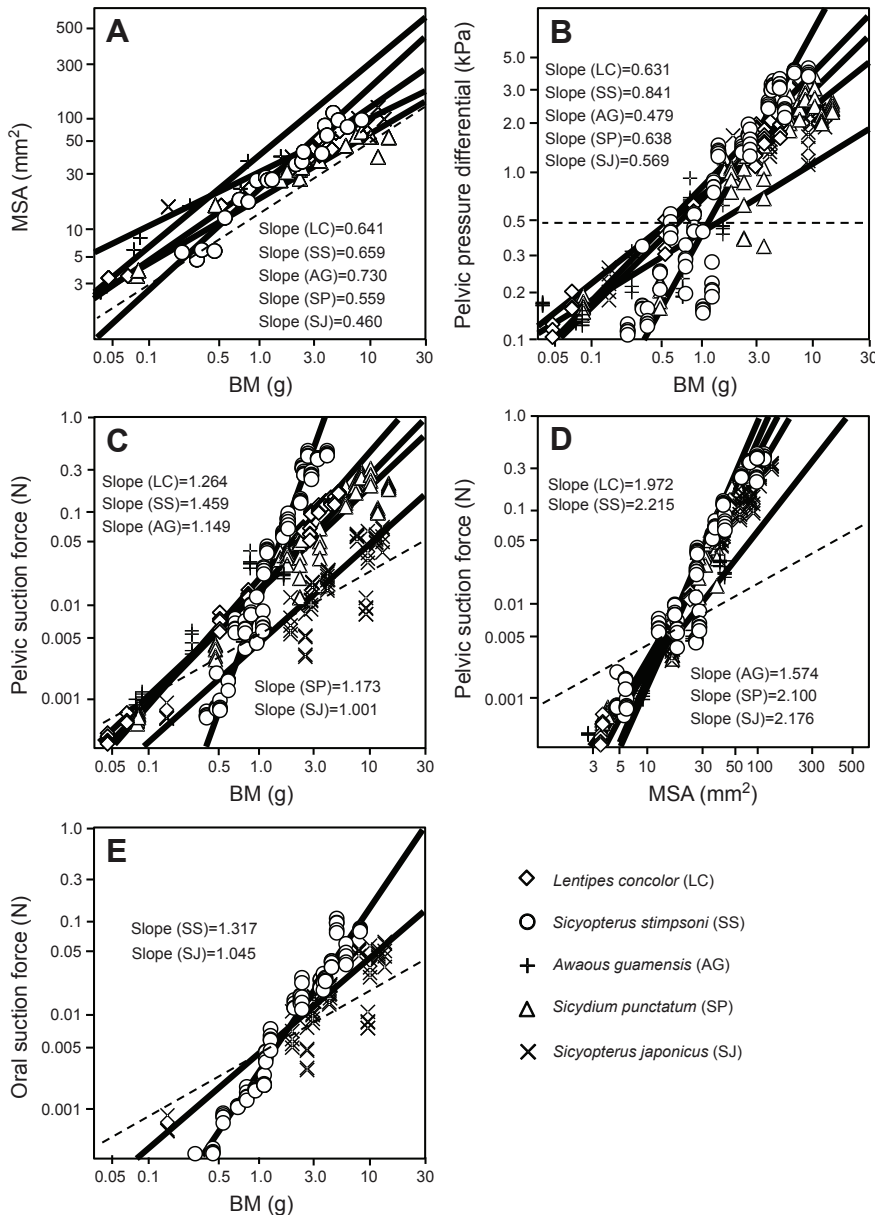 A
MSA (mm2)
500
300
100
50
30
10
5
3
Slope (LC)=0.641
Slope (SS)=0.659
Slope (AG)=0.730
Slope (SP)=0.559
Slope (SJ)=0.460
0.05 0.1 0.5 1.0 3.0 10 30
BM (g)
B
Pelvic pressure differential (kPa)
5.0
3.0
2.0
1.0
0.5
0.3
0.2
0.1
Slope (LC)=0.631
Slope (SS)=0.841
Slope (AG)=0.479
Slope (SP)=0.638
Slope (SJ)=0.569
0.05 0.1 0.5 1.0 3.0 10 30
BM (g)
C
Pelvic suction force (N)
1.0
0.3
0.1
0.05
0.01
0.005
0.001
Slope (LC)=1.264
Slope (SS)=1.459
Slope (AG)=1.149
Slope (SP)=1.173
Slope (SJ)=1.001
0.05 0.1 0.5 1.0 3.0 10 30
BM (g)
D
Pelvic suction force (N)
1.0
0.3
0.1
0.05
0.01
0.005
0.001
Slope (LC)=1.972
Slope (SS)=2.215
Slope (AG)=1.574
Slope (SP)=2.100
Slope (SJ)=2.176
3 5 10 30 50 100 300 500
MSA (mm2)
E
Oral suction force (N)
1.0
0.3
0.1
0.05
0.01
0.005
0.001
Slope (SS)=1.317
Slope (SJ)=1.045
0.05 0.1 0.5 1.0 3.0 10 30
BM (g)
Lentipes concolor (LC)
Sicyopterus stimpsoni (SS)
Awaous guamensis (AG)
Sicydium punctatum (SP)
Sicyopterus japonicus (SJ)